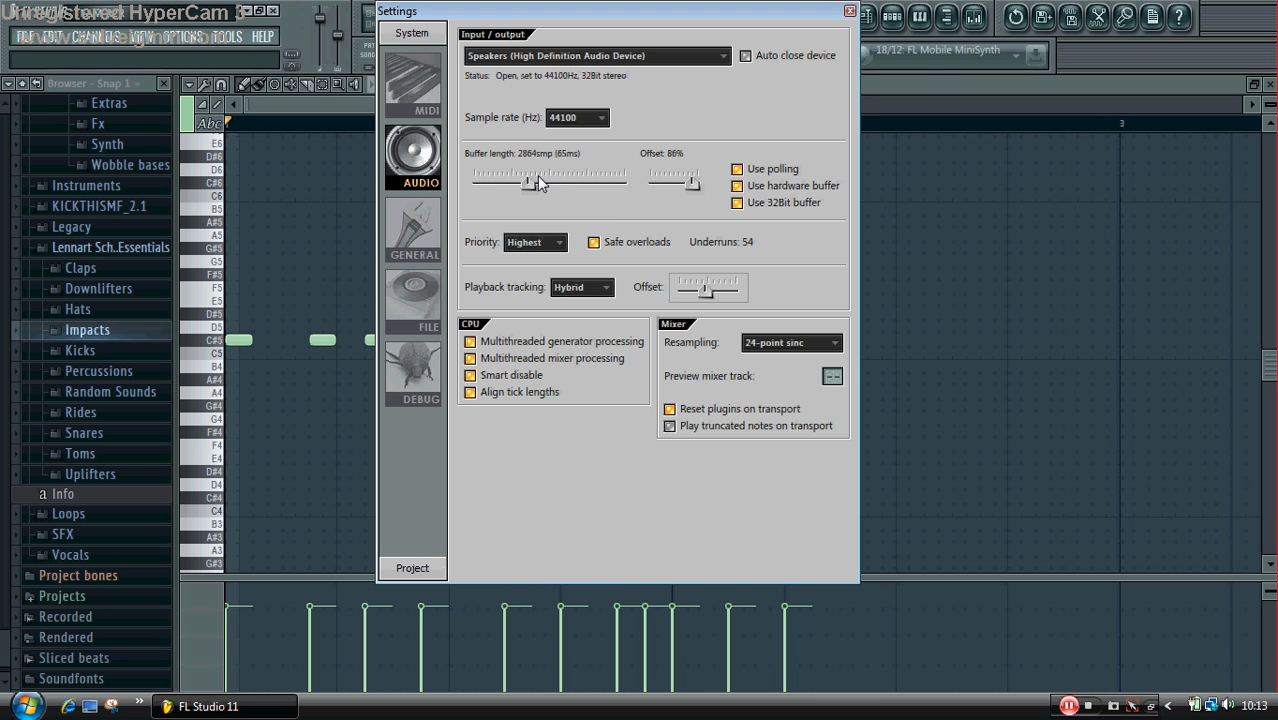 Unregistered HyperCam 3
HELP
18/12 FL Mobile MiniSynth
Browser - Snap 1
Extras
Fx
Synth
Wobble bases
Instruments
KICKTHISMF_2.1
Legacy
Lennart Sch.Essentials
Claps
Downlifters
Hats
Impacts
Kicks
Percussions
Random Sounds
Rides
Snares
Toms
Uplifters
Info
Loops
SFX
Vocals
Project bones
Projects
Recorded
Rendered
Sliced beats
Soundfonts
Abc
E6
D#6
D6
C#6
C6
B5
A#5
A5
G#5
G5
F#5
F5
E5
D#5
D5
C#5
C5
B4
A#4
A4
G#4
G4
F#4
F4
E4
D#4
D4
C#4
C4
B3
A#3
A3
G#3
3
Settings
System
MIDI
AUDIO
GENERAL
FILE
DEBUG
Project
Input / output
Speakers (High Definition Audio Device)
Auto close device
Status: Open, set to 44100Hz, 32Bit stereo
Sample rate (Hz): 44100
Buffer length: 2864smp (65ms)
Offset: 86%
Use polling
Use hardware buffer
Use 32Bit buffer
Priority: Highest
Safe overloads
Underruns: 54
Playback tracking: Hybrid
Offset:
CPU
Multithreaded generator processing
Multithreaded mixer processing
Smart disable
Align tick lengths
Mixer
Resampling: 24-point sinc
Preview mixer track: --
Reset plugins on transport
Play truncated notes on transport
FL Studio 11
10:13